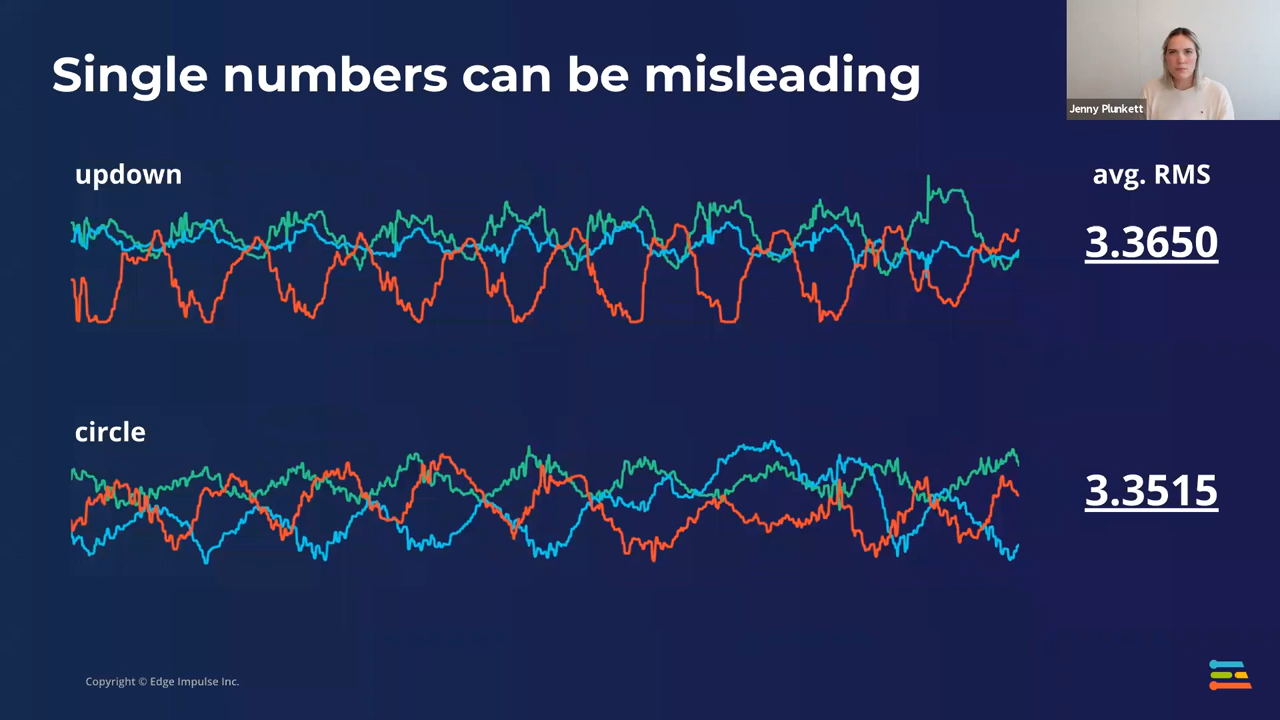 Single numbers can be misleading
Jenny Plunkett
updown
avg. RMS
3.3650
circle
3.3515
Copyright © Edge Impulse Inc.